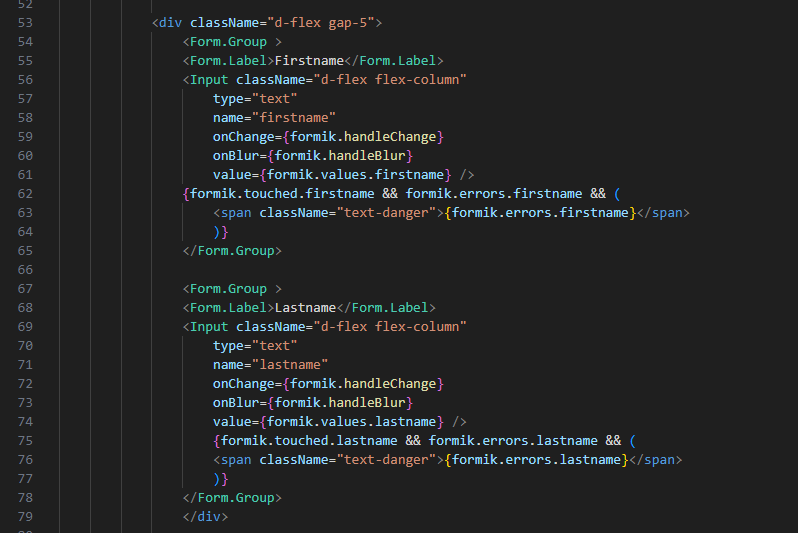 52
53 <div className="d-flex gap-5">
54 <Form.Group >
55 <Form.Label>Firstname</Form.Label>
56 <Input className="d-flex flex-column"
57 type="text"
58 name="firstname"
59 onChange={formik.handleChange}
60 onBlur={formik.handleBlur}
61 value={formik.values.firstname} />
62 {formik.touched.firstname && formik.errors.firstname && (
63 <span className="text-danger">{formik.errors.firstname}</span>
64 )}
65 </Form.Group>
66
67 <Form.Group >
68 <Form.Label>Lastname</Form.Label>
69 <Input className="d-flex flex-column"
70 type="text"
71 name="lastname"
72 onChange={formik.handleChange}
73 onBlur={formik.handleBlur}
74 value={formik.values.lastname} />
75 {formik.touched.lastname && formik.errors.lastname && (
76 <span className="text-danger">{formik.errors.lastname}</span>
77 )}
78 </Form.Group>
79 </div>